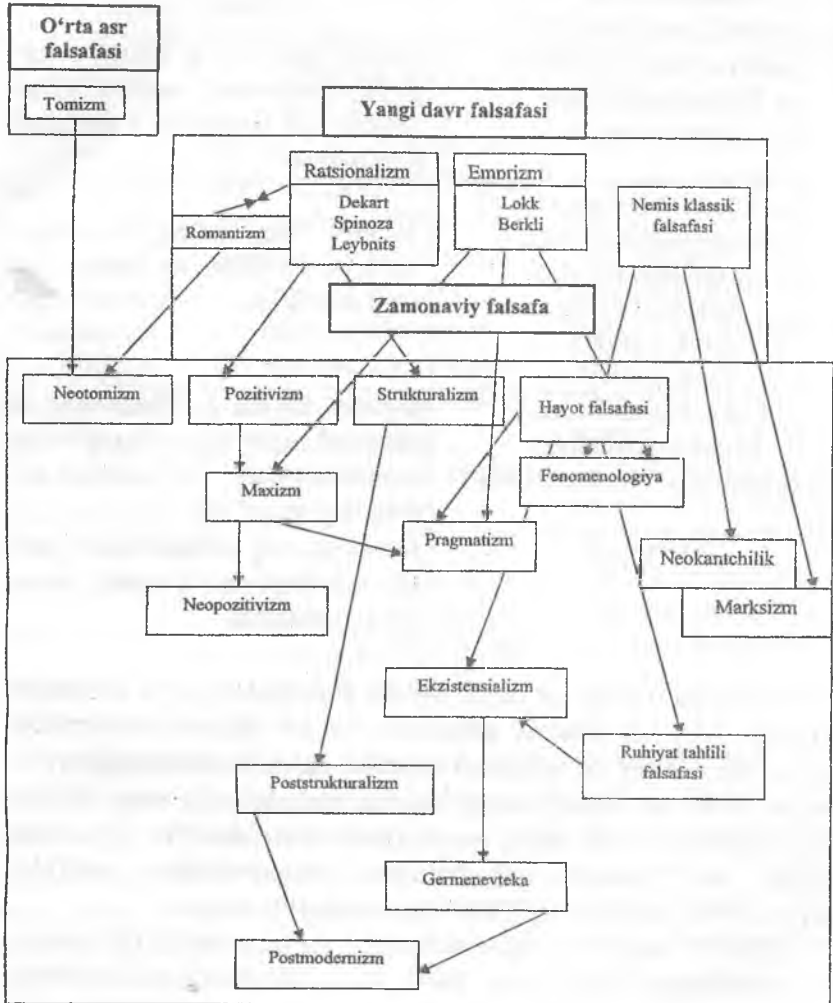 O‘rta asr
falsafasi
Tomizm
Yangi davr falsafasi
Ratsionalizm
Dekart
Spinoza
Leybnits
Emprizm
Lokk
Berkli
Nemis klassik
falsafasi
Romantizm
Zamonaviy falsafa
Neotomizm
Pozitivizm
Strukturalizm
Hayot falsafasi
Maxizm
Fenomenologiya
Pragmatizm
Neokantchilik
Neopozitivizm
Marksizm
Ekzistensializm
Ruhiyat tahlili
falsafasi
Poststrukturalizm
Germenevteka
Postmodernizm